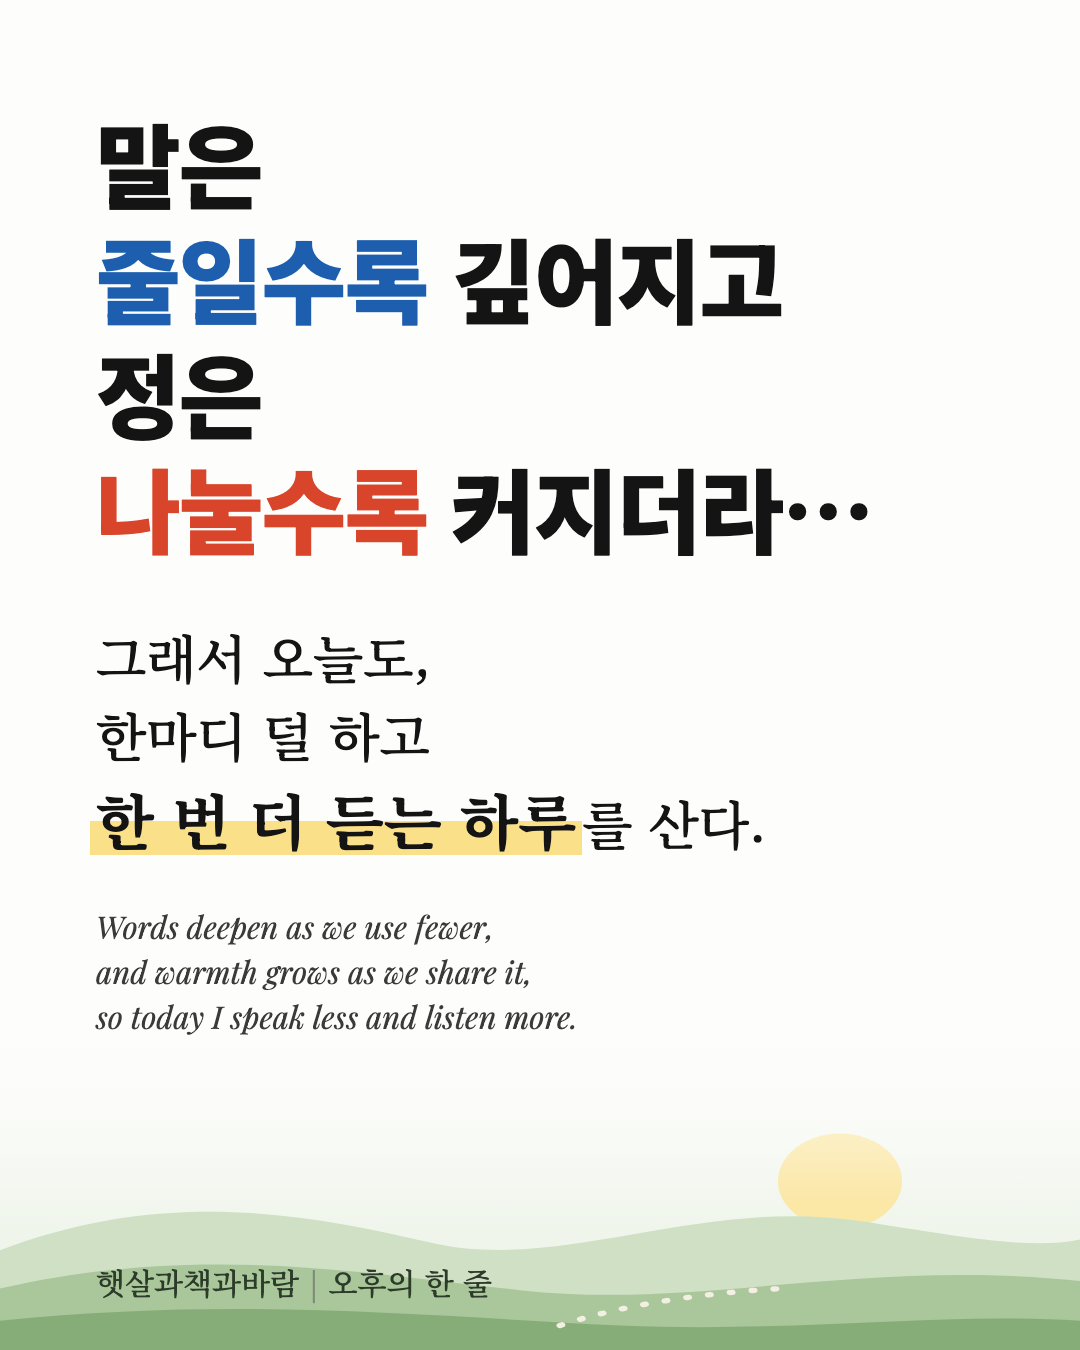 말은
줄일수록 깊어지고
정은
나눌수록 커지더라···
그래서 오늘도,
한마디 덜 하고
한 번 더 듣는 하루를 산다.
Words deepen as we use fewer,
and warmth grows as we share it,
so today I speak less and listen more.
햇살과책과바람 | 오후의 한 줄